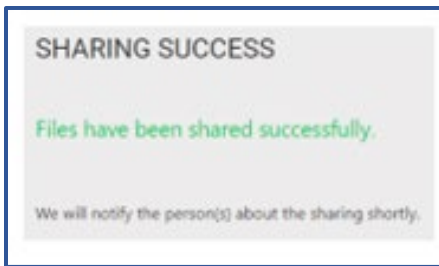 SHARING SUCCESS
Files have been shared successfully.
We will notify the person(s) about the sharing shortly.